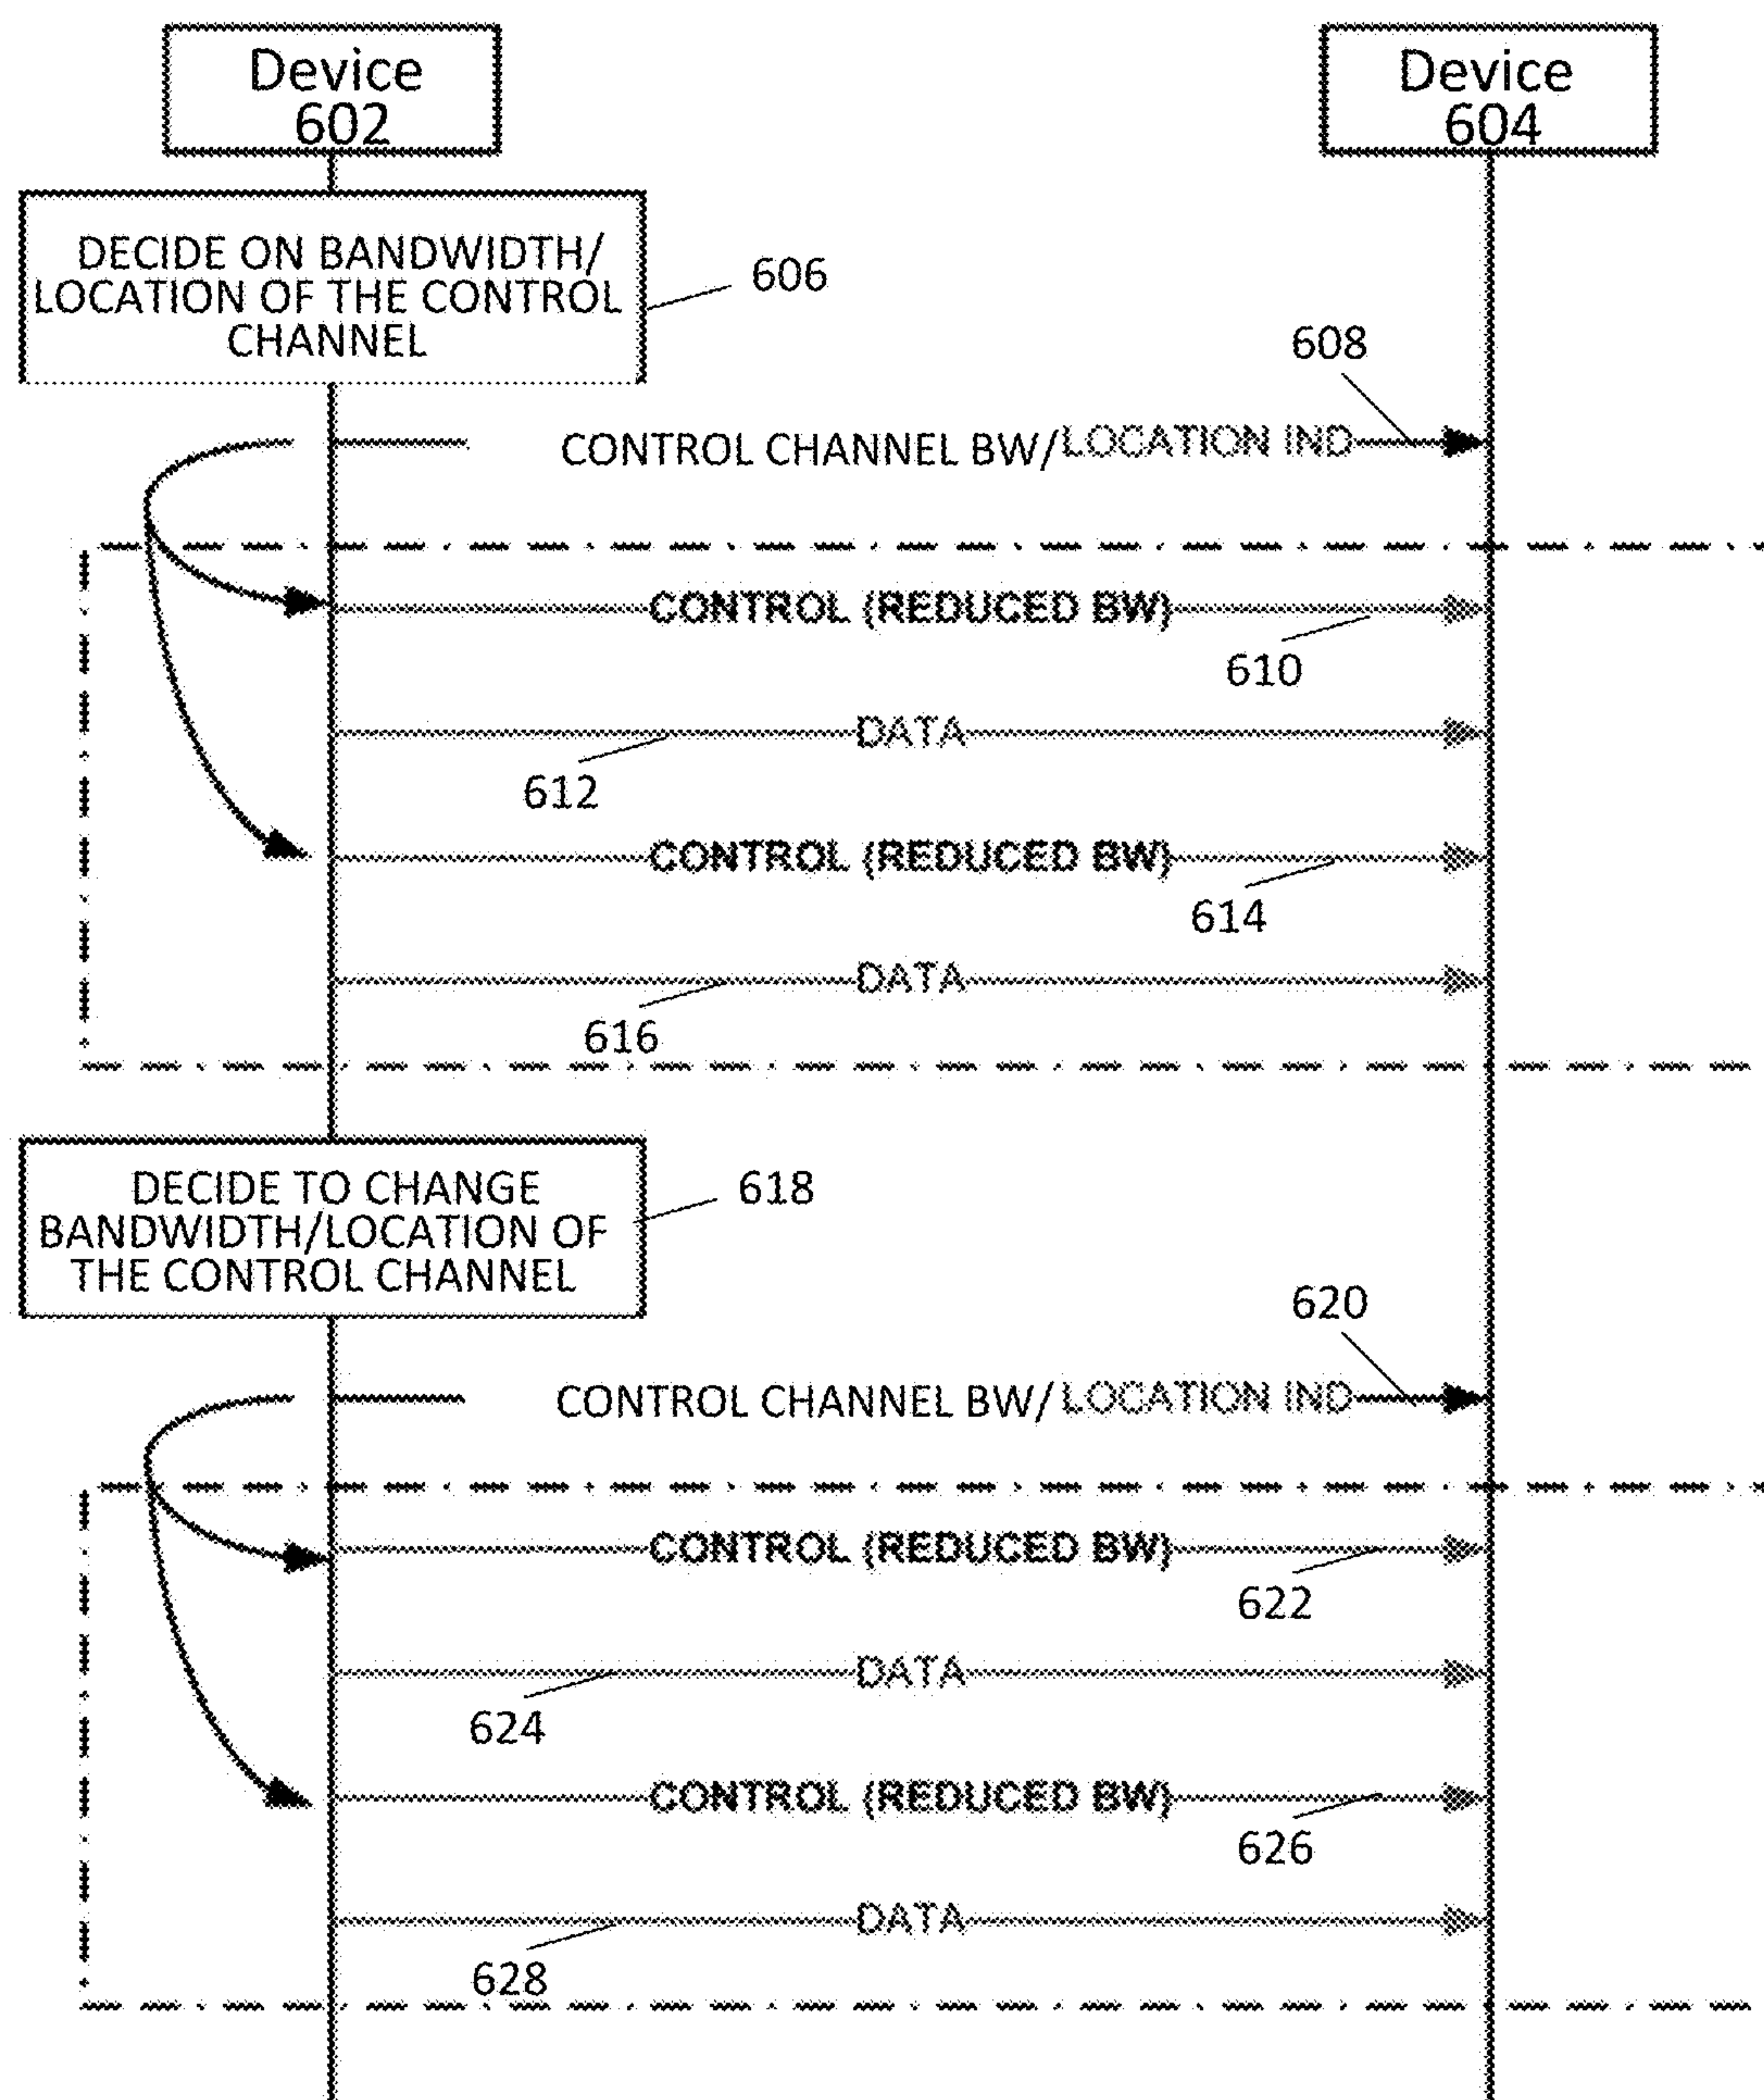 Device
602
Device
604
DECIDE ON BANDWIDTH/
LOCATION OF THE CONTROL
CHANNEL
606
608
CONTROL CHANNEL BW/LOCATION IND
CONTROL (REDUCED BW)
610
DATA
612
CONTROL (REDUCED BW)
614
DATA
616
DECIDE TO CHANGE
BANDWIDTH/LOCATION OF
THE CONTROL CHANNEL
618
620
CONTROL CHANNEL BW/ LOCATION IND
CONTROL (REDUCED BW)
622
DATA
624
CONTROL (REDUCED BW)
626
DATA
628